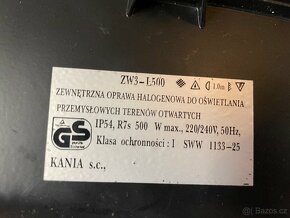 ZW3-L500
1.0m
ZEWNĘTRZNA OPRAWA HALOGENOWA DO OŚWIETLANIA
PRZEMYSŁOWYCH TERENÓW OTWARTYCH
IP54, R7s 500 W max., 220/240V, 50Hz,
Klasa ochronności: I SWW 1133-25
KANIA s.c.,
GS
Bazoš.cz